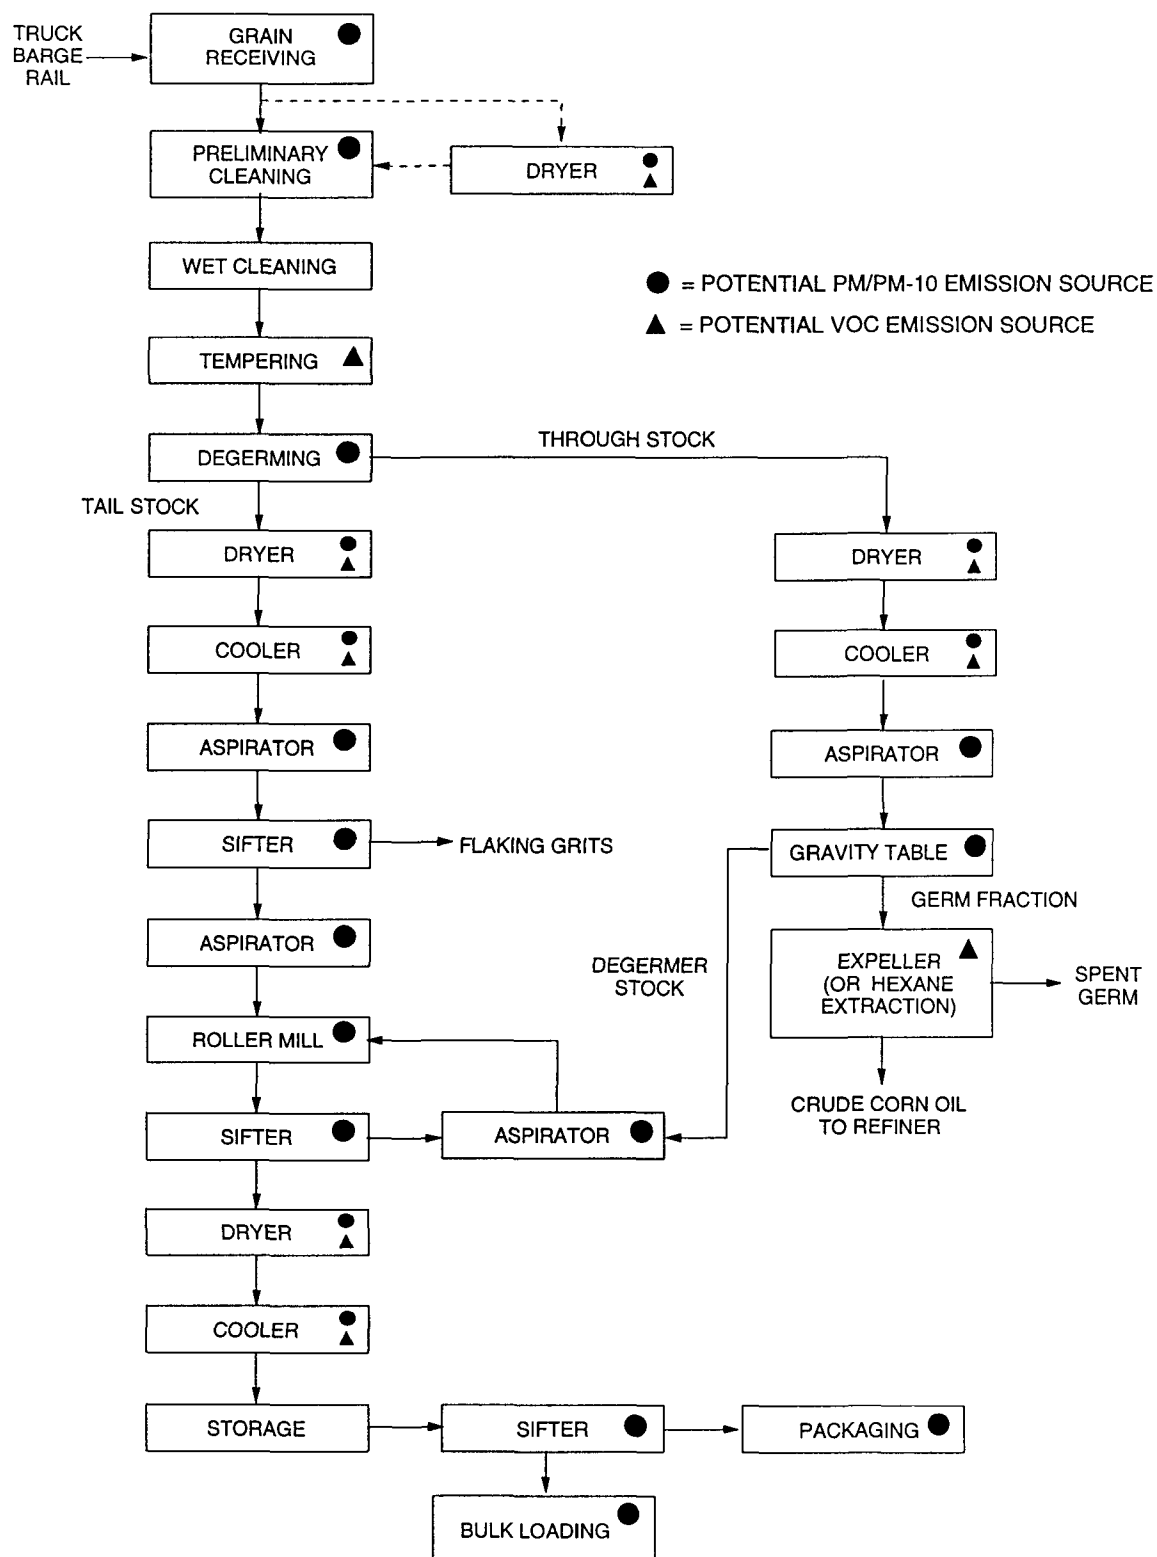 TRUCK
BARGE
RAIL
GRAIN
RECEIVING
PRELIMINARY
CLEANING
DRYER
WET CLEANING
= POTENTIAL PM/PM-10 EMISSION SOURCE
= POTENTIAL VOC EMISSION SOURCE
TEMPERING
DEGERMING
THROUGH STOCK
TAIL STOCK
DRYER
DRYER
COOLER
COOLER
ASPIRATOR
ASPIRATOR
SIFTER
FLAKING GRITS
GRAVITY TABLE
GERM FRACTION
ASPIRATOR
DEGERMER
STOCK
EXPELLER
(OR HEXANE
EXTRACTION)
SPENT
GERM
ROLLER MILL
CRUDE CORN OIL
TO REFINER
SIFTER
ASPIRATOR
DRYER
COOLER
STORAGE
SIFTER
PACKAGING
BULK LOADING